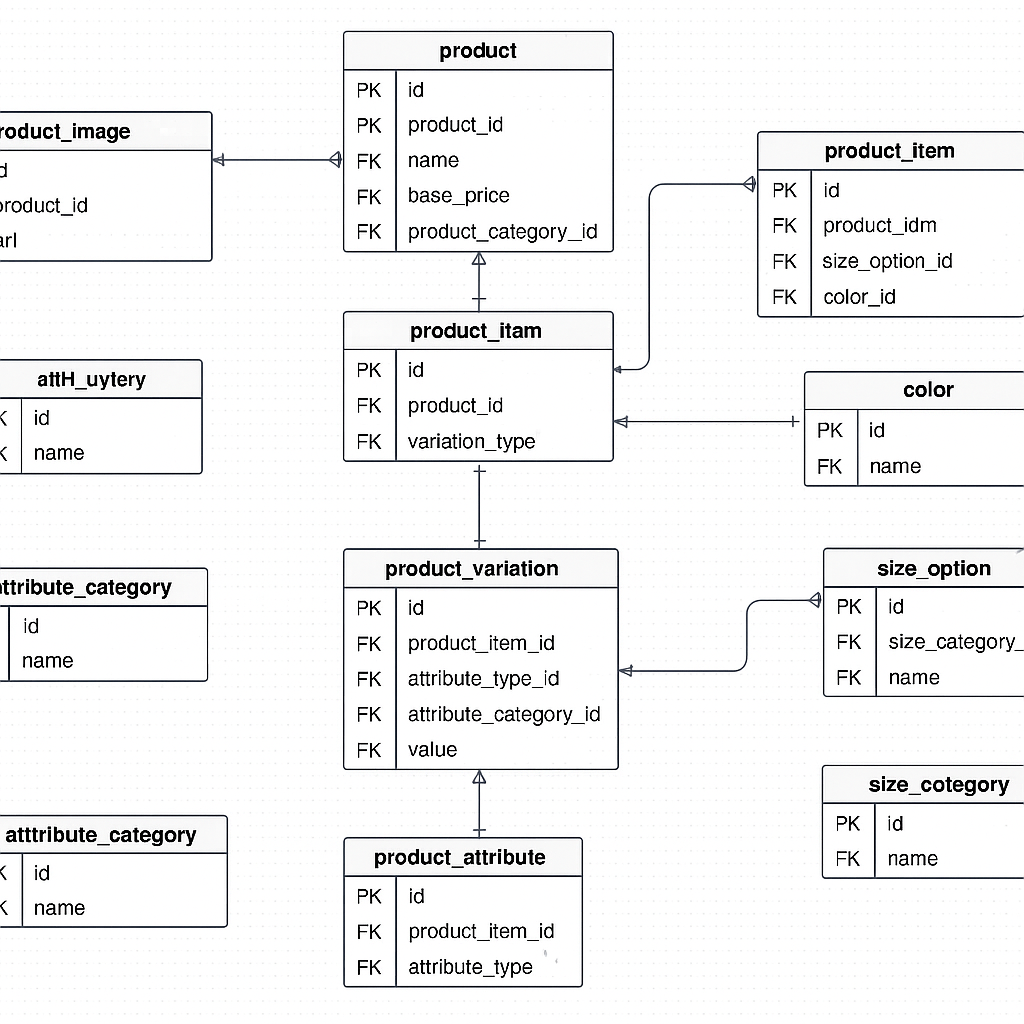 product
PK id
PK product_id
FK name
FK base_price
FK product_category_id
roduct_image
d
product_id
arl
product_item
PK id
FK product_idm
FK size_option_id
FK color_id
product_itam
PK id
FK product_id
FK variation_type
attH_uytery
K id
K name
color
PK id
FK name
product_variation
PK id
FK product_item_id
FK attribute_type_id
FK attribute_category_id
FK value
size_option
PK id
FK size_category_
FK name
ttribute_category
id
name
size_cotegory
PK id
FK name
atttribute_category
K id
K name
product_attribute
PK id
FK product_item_id
FK attribute_type